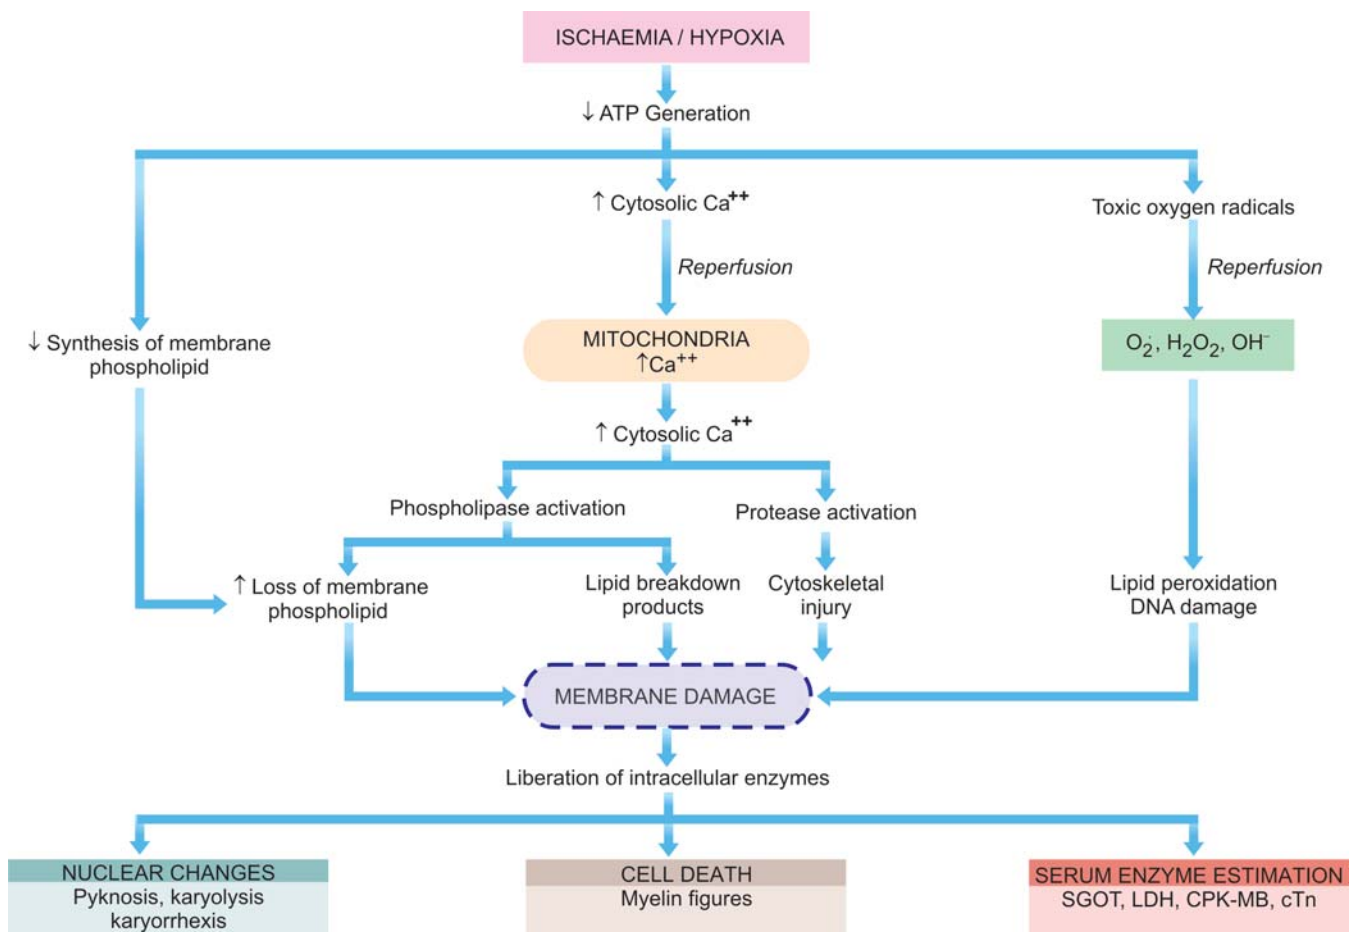 ISCHAEMIA / HYPOXIA
↓ ATP Generation
↑ Cytosolic Ca++
Toxic oxygen radicals
Reperfusion
Reperfusion
↓ Synthesis of membrane
phospholipid
MITOCHONDRIA
↑Ca++
O₂∸, H₂O₂, OH⁻
↑ Cytosolic Ca++
Phospholipase activation
Protease activation
↑ Loss of membrane
phospholipid
Lipid breakdown
products
Cytoskeletal
injury
Lipid peroxidation
DNA damage
MEMBRANE DAMAGE
Liberation of intracellular enzymes
NUCLEAR CHANGES
Pyknosis, karyolysis
karyorrhexis
CELL DEATH
Myelin figures
SERUM ENZYME ESTIMATION
SGOT, LDH, CPK-MB, cTn